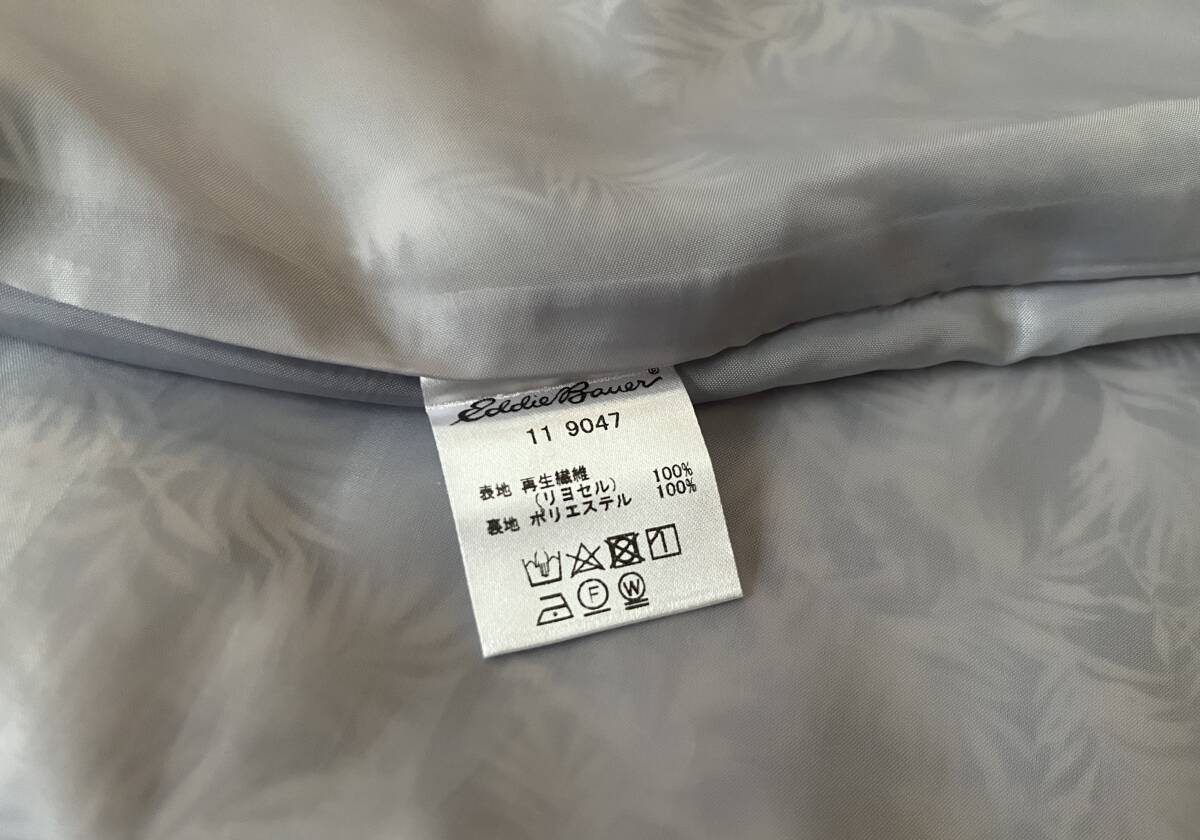 Eddie Bauer®
11 9047
表地 再生繊維 100%
(リヨセル)
裏地 ポリエステル 100%
F W